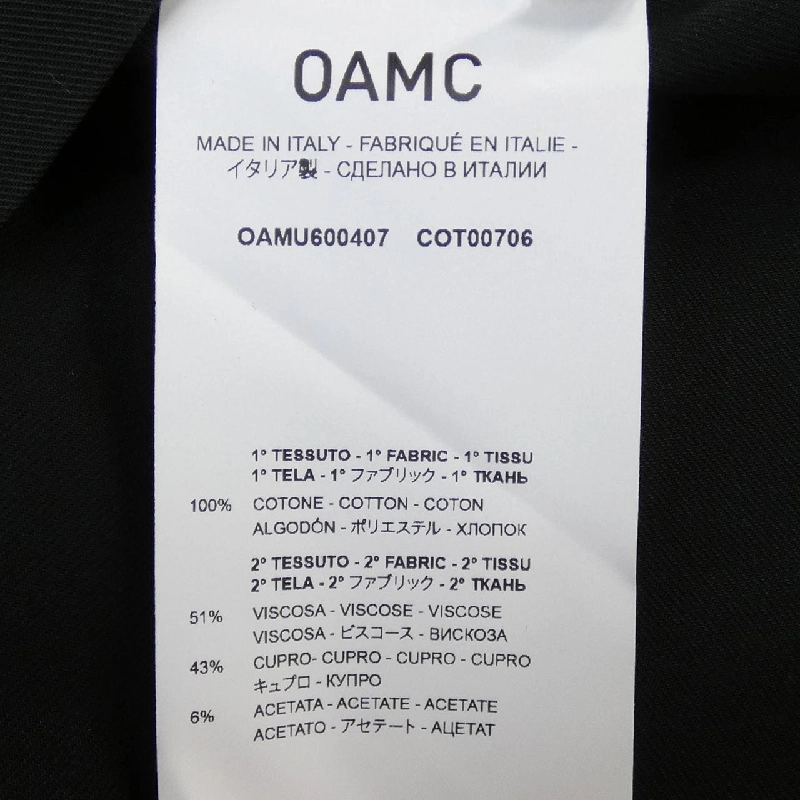 OAMC
MADE IN ITALY - FABRIQUÉ EN ITALIE -
イタリア製 - СДЕЛАНО В ИТАЛИИ
OAMU600407 COT00706
1° TESSUTO - 1° FABRIC - 1° TISSU
1° TELA - 1° ファブリック - 1° ТКАНЬ
100% COTONE - COTTON - COTON
ALGODÓN - ポリエステル - ХЛОПОК
2° TESSUTO - 2° FABRIC - 2° TISSU
2° TELA - 2° ファブリック - 2° ТКАНЬ
51% VISCOSA - VISCOSE - VISCOSE
VISCOSA - ビスコース - ВИСКОЗА
43% CUPRO- CUPRO - CUPRO - CUPRO
キュプロ - КУПРО
6% ACETATA - ACETATE - ACETATE
ACETATO - アセテート - АЦЕТАТ